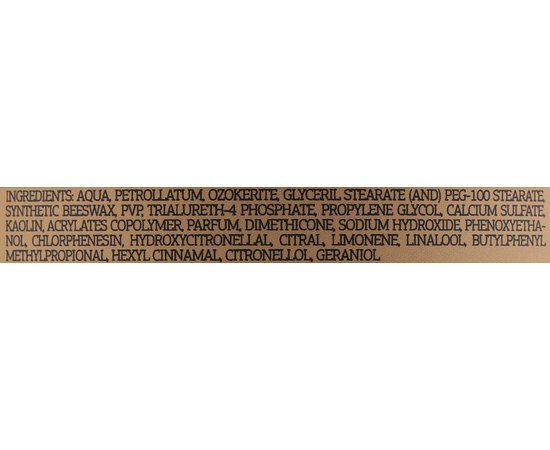 INGREDIENTS: AQUA, PETROLLATUM, OZOKERITE, GLYCERIL STEARATE (AND) PEG-100 STEARATE,
SYNTHETIC BEESWAX, PVP, TRIALURETH-4 PHOSPHATE, PROPYLENE GLYCOL, CALCIUM SULFATE,
KAOLIN, ACRYLATES COPOLYMER, PARFUM, DIMETHICONE, SODIUM HYDROXIDE, PHENOXYETHA-
NOL, CHLORPHENESIN, HYDROXYCITRONELLAL, CITRAL, LIMONENE, LINALOOL, BUTYLPHENYL
METHYLPROPIONAL, HEXYL CINNAMAL, CITRONELLOL, GERANIOL.